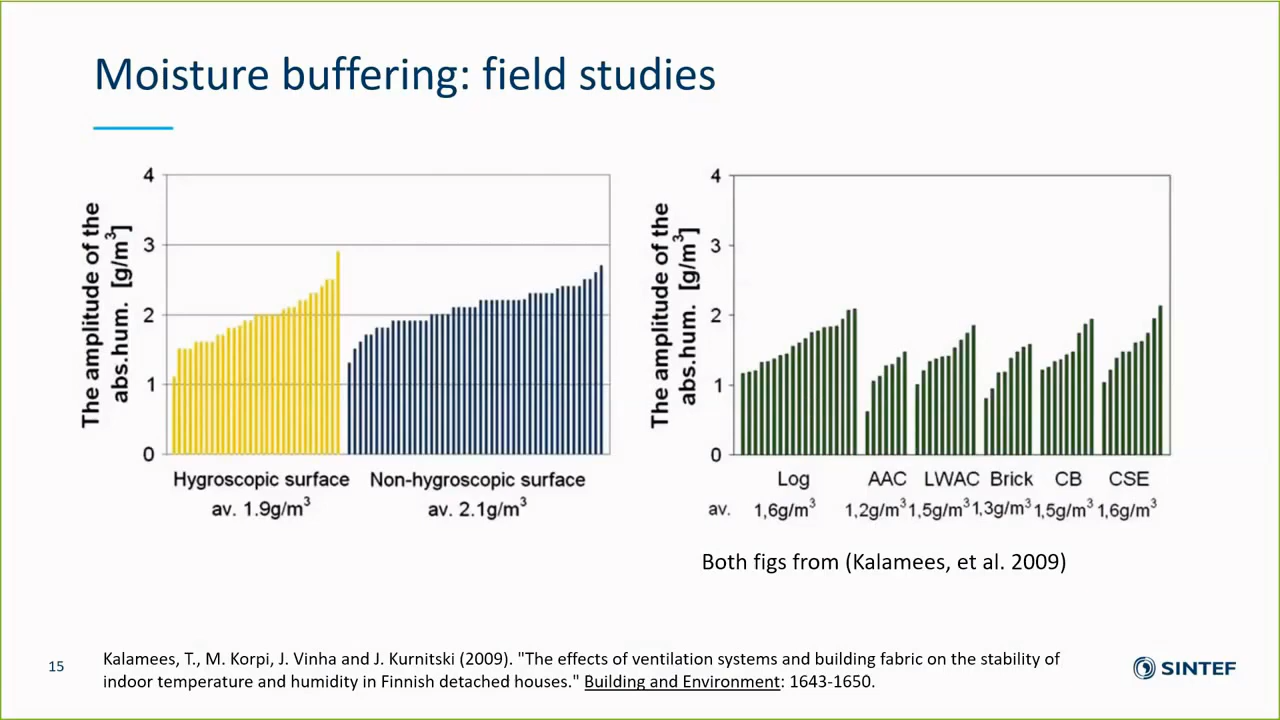 Moisture buffering: field studies
The amplitude of the
abs.hum. [g/m³]
4
3
2
1
0
Hygroscopic surface
av. 1.9g/m³
Non-hygroscopic surface
av. 2.1g/m³
The amplitude of the
abs.hum. [g/m³]
4
3
2
1
0
Log AAC LWAC Brick CB CSE
av. 1,6g/m³ 1,2g/m³ 1,5g/m³ 1,3g/m³ 1,5g/m³ 1,6g/m³
Both figs from (Kalamees, et al. 2009)
15
Kalamees, T., M. Korpi, J. Vinha and J. Kurnitski (2009). "The effects of ventilation systems and building fabric on the stability of
indoor temperature and humidity in Finnish detached houses." Building and Environment: 1643-1650.
SINTEF